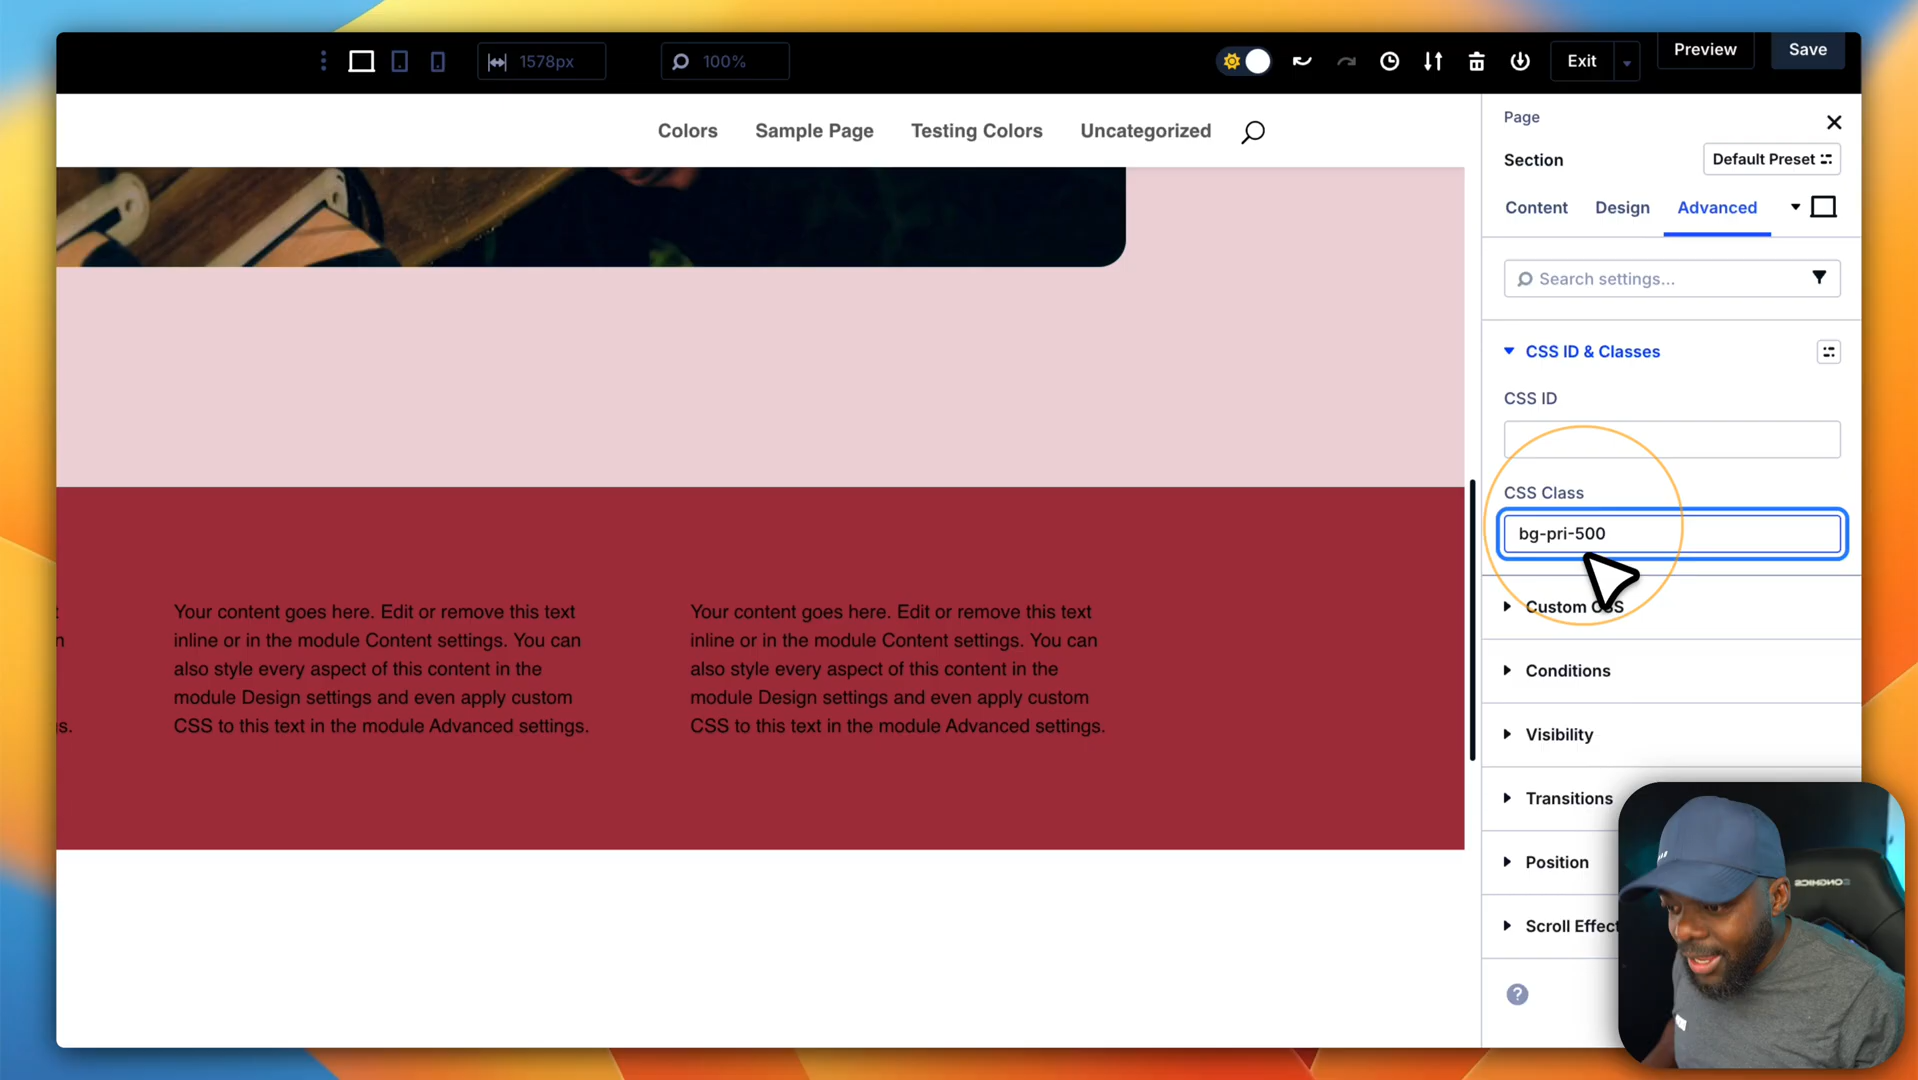 1578px
100%
Exit
Preview
Save
Colors
Sample Page
Testing Colors
Uncategorized
Page
Section
Default Preset
Content
Design
Advanced
Search settings...
CSS ID & Classes
CSS ID
CSS Class
bg-pri-500
Custom CSS
Conditions
Visibility
Transitions
Position
Scroll Effect
?
t
n
s.
Your content goes here. Edit or remove this text
inline or in the module Content settings. You can
also style every aspect of this content in the
module Design settings and even apply custom
CSS to this text in the module Advanced settings.
Your content goes here. Edit or remove this text
inline or in the module Content settings. You can
also style every aspect of this content in the
module Design settings and even apply custom
CSS to this text in the module Advanced settings.